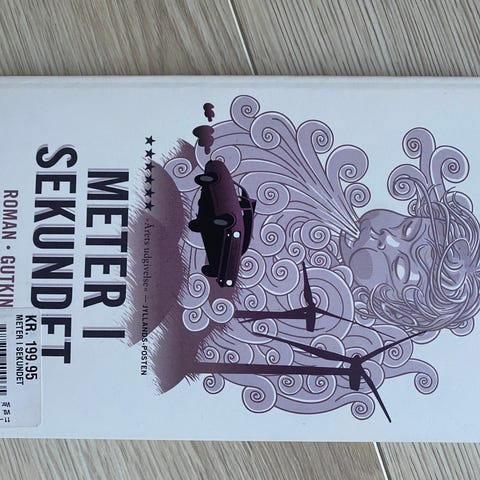 ★★★★★★
»Årets udgivelse« — JYLLANDS-POSTEN
METER I
SEKUNDET
ROMAN · GUTKIN
KR. 199.95
METER I SEKUNDET